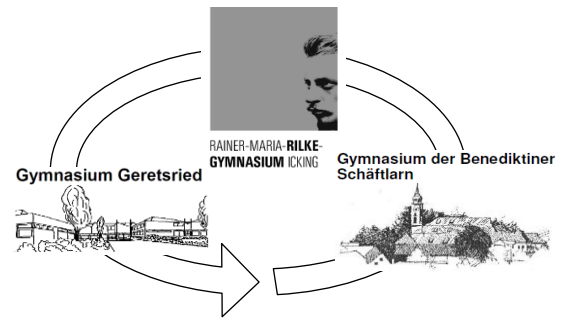 RAINER-MARIA-RILKE-
GYMNASIUM ICKING
Gymnasium Geretsried
Gymnasium der Benediktiner
Schäftlarn